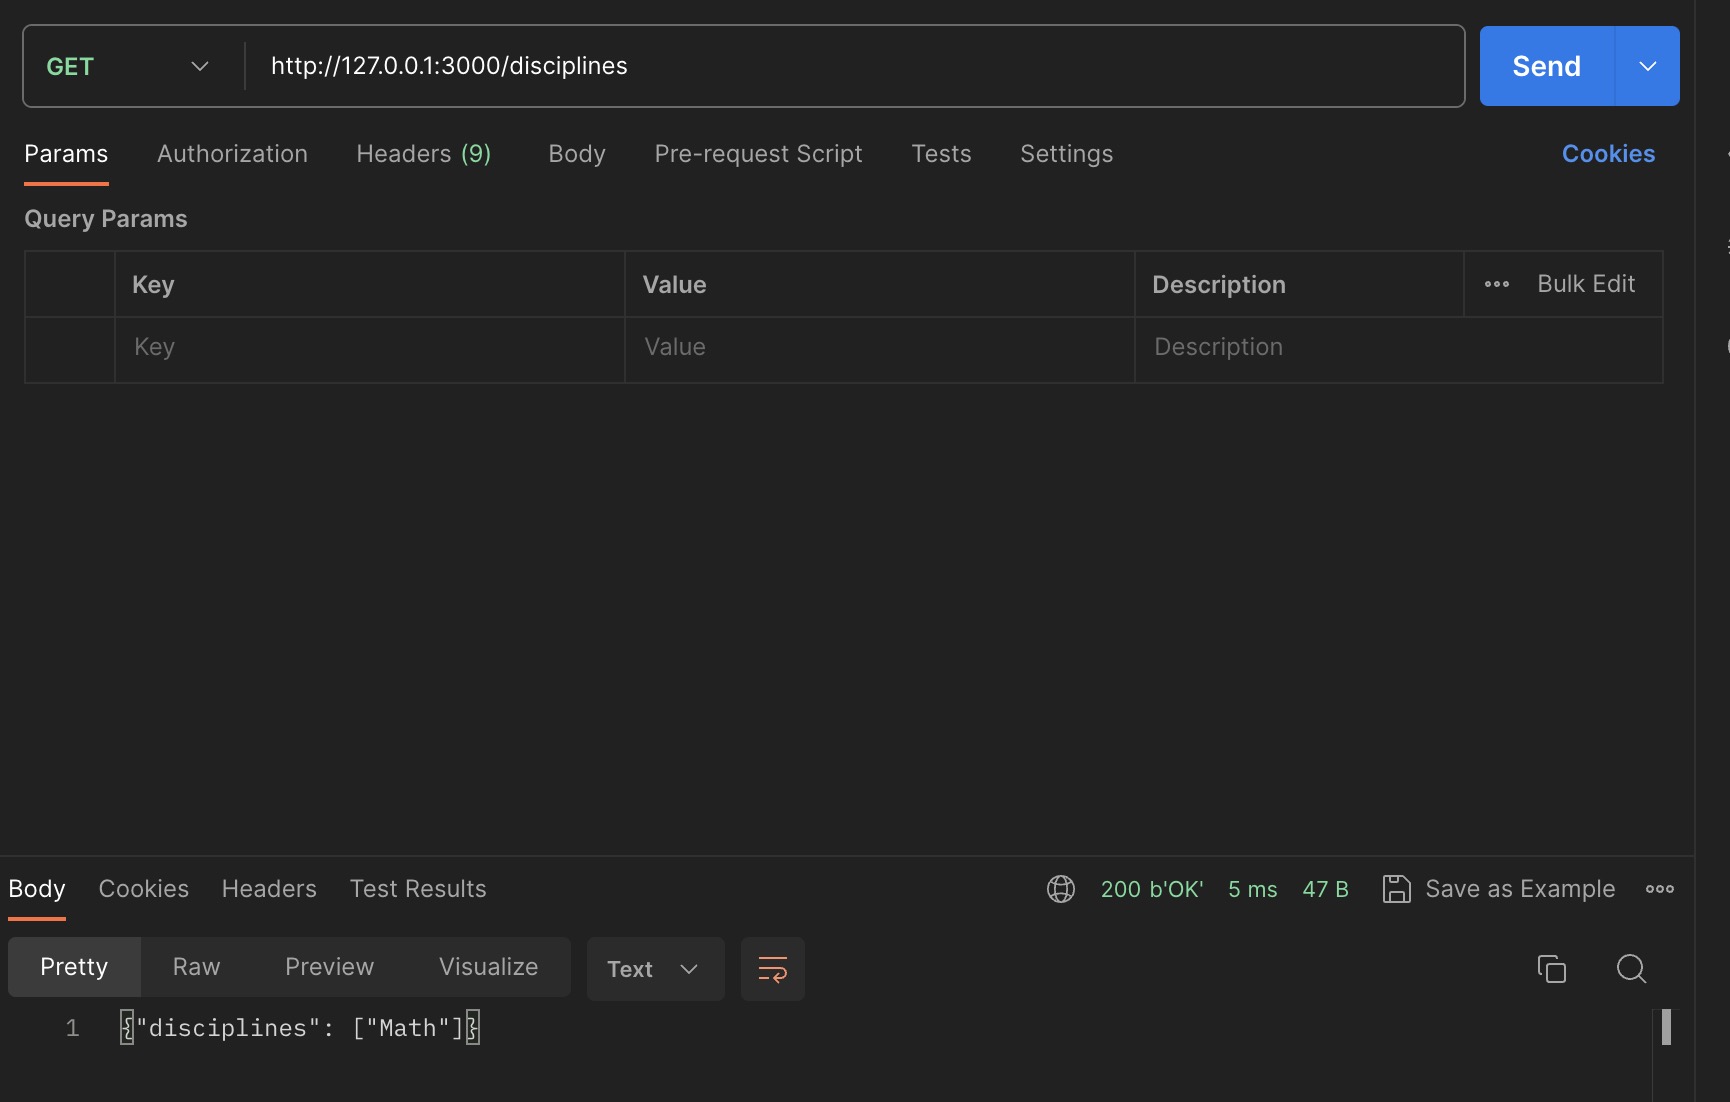 GET http://127.0.0.1:3000/disciplines Send
Params Authorization Headers (9) Body Pre-request Script Tests Settings Cookies
Query Params
Key Value Description Bulk Edit
Key Value Description
Body Cookies Headers Test Results 200 b'OK' 5 ms 47 B Save as Example
Pretty Raw Preview Visualize Text
1 {"disciplines": ["Math"]}